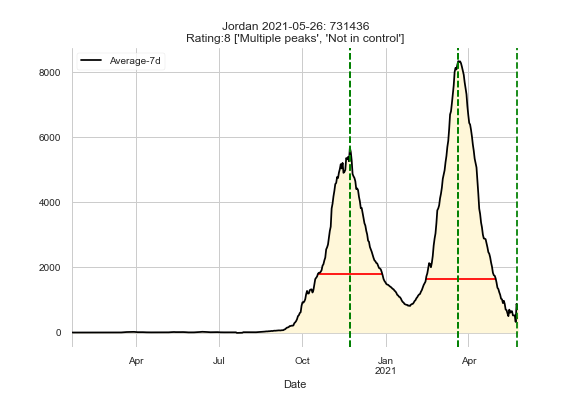 Jordan 2021-05-26: 731436
Rating:8 ['Multiple peaks', 'Not in control']
Average-7d
8000
6000
4000
2000
0
Apr
Jul
Oct
Jan
2021
Apr
Date